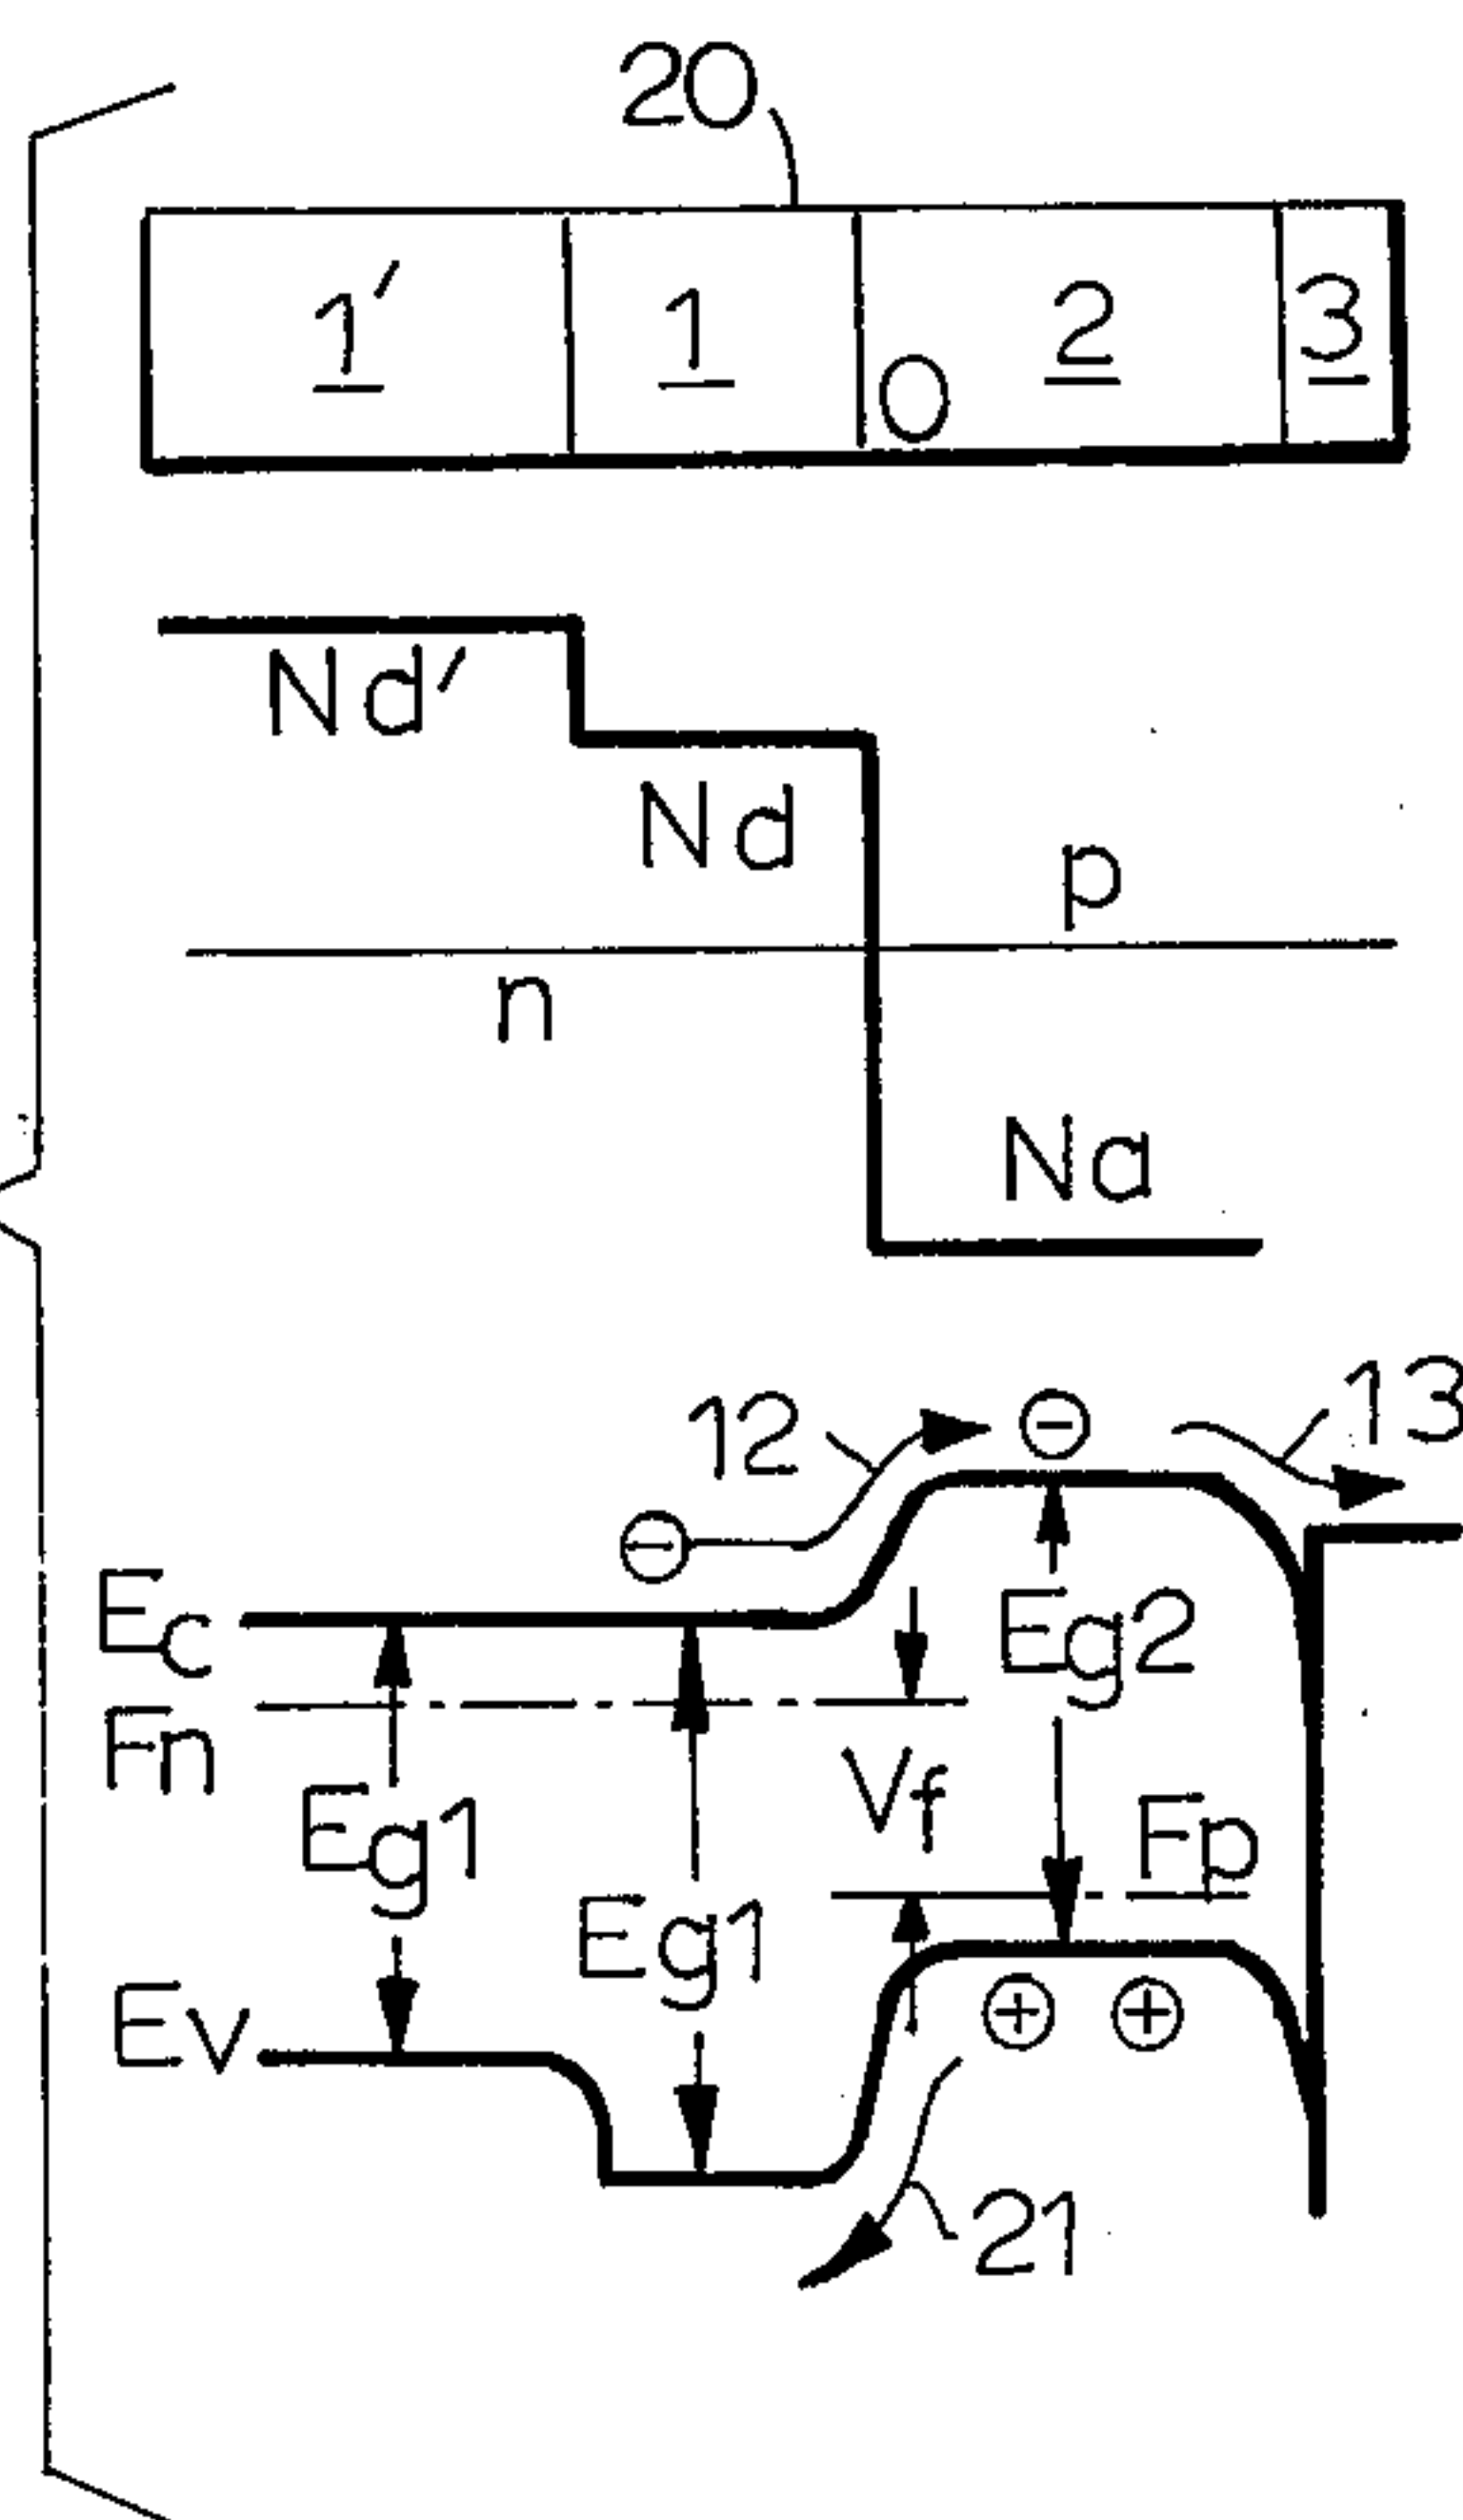 20
1′ 1 0 2 3
Nd′
Nd
p
n
Na
12 ⊖ 13
⊖
Ec
Eg2
Fn
Vf
Eg1
Fp
Eg1
Ev
⊕ ⊕
21